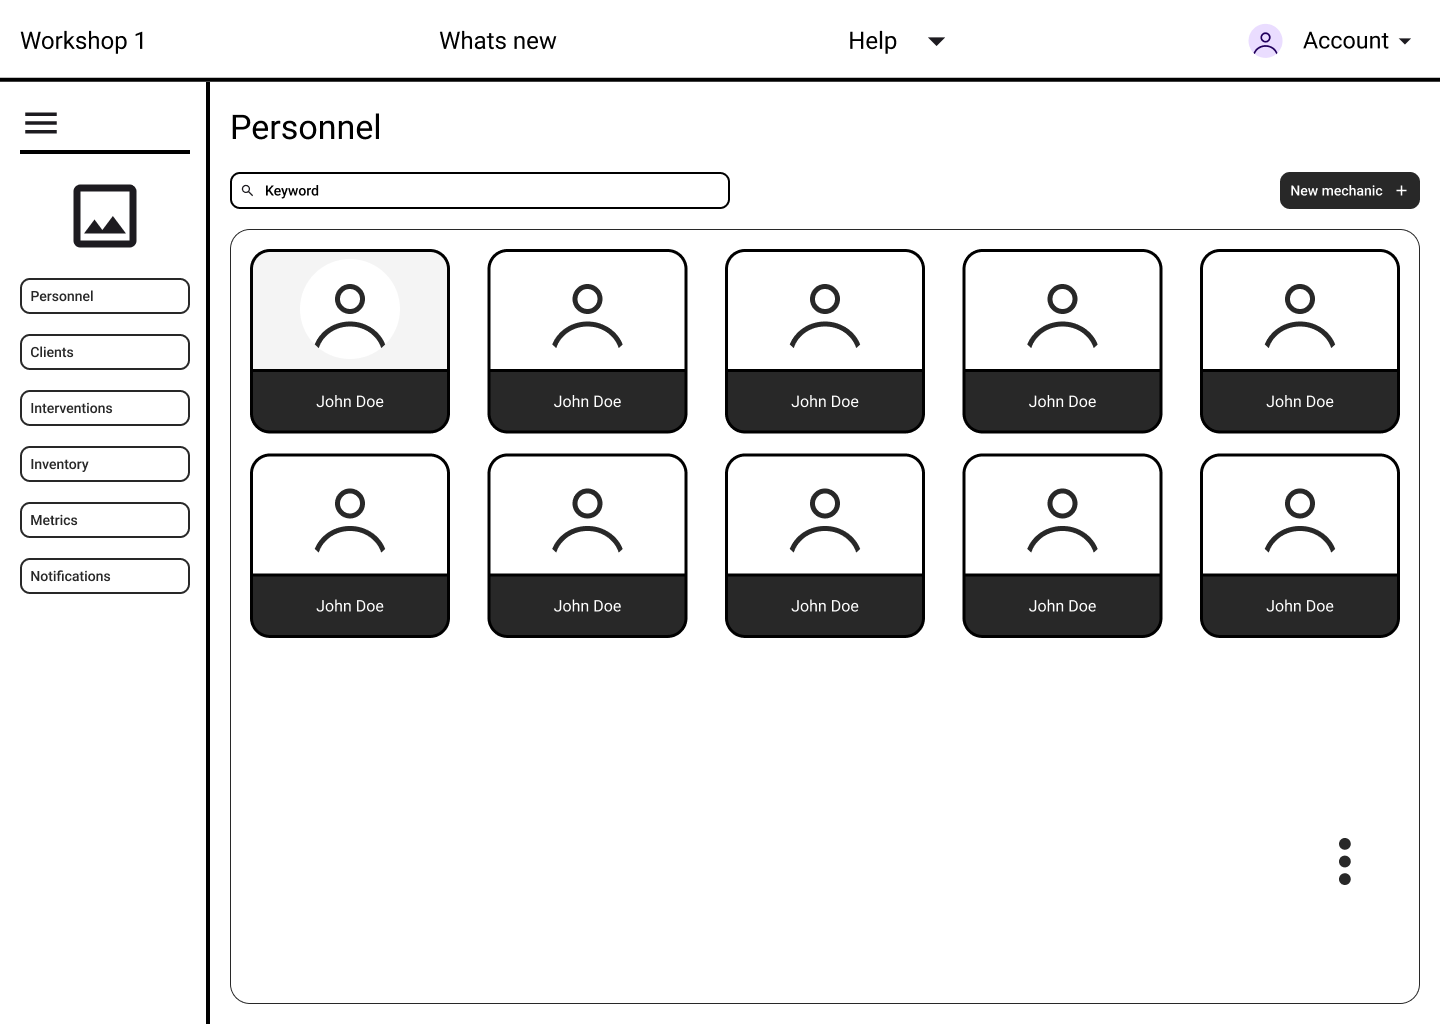 Workshop 1
Whats new
Help
Account
Personnel
Keyword
New mechanic
Personnel
Clients
Interventions
Inventory
Metrics
Notifications
John Doe
John Doe
John Doe
John Doe
John Doe
John Doe
John Doe
John Doe
John Doe
John Doe